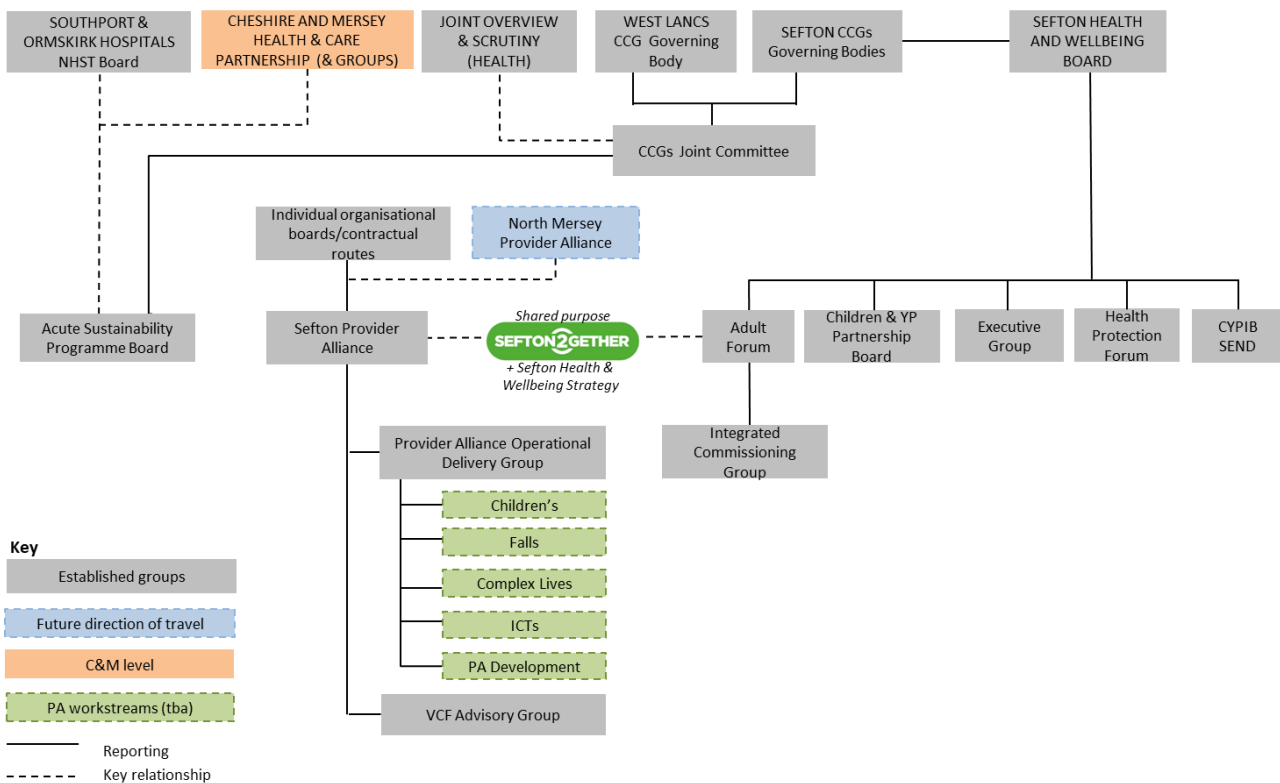 SOUTHPORT &
ORMSKIRK HOSPITALS
NHST Board
CHESHIRE AND MERSEY
HEALTH & CARE
PARTNERSHIP (& GROUPS)
JOINT OVERVIEW
& SCRUTINY
(HEALTH)
WEST LANCS
CCG Governing
Body
SEFTON CCGs
Governing Bodies
SEFTON HEALTH
AND WELLBEING
BOARD
CCGs Joint Committee
Individual organisational
boards/contractual
routes
North Mersey
Provider Alliance
Acute Sustainability
Programme Board
Sefton Provider
Alliance
Shared purpose
SEFTON2GETHER
+ Sefton Health &
Wellbeing Strategy
Adult
Forum
Children & YP
Partnership
Board
Executive
Group
Health
Protection
Forum
CYPIB
SEND
Integrated
Commissioning
Group
Provider Alliance Operational
Delivery Group
Children’s
Falls
Complex Lives
ICTs
PA Development
VCF Advisory Group
Key
Established groups
Future direction of travel
C&M level
PA workstreams (tba)
Reporting
Key relationship